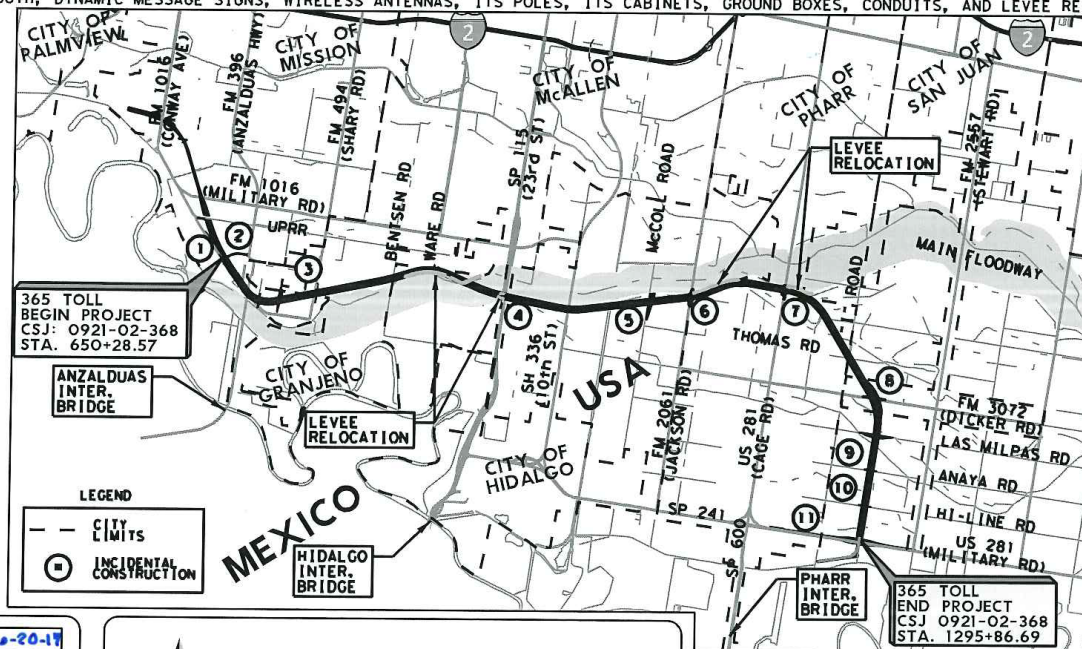 DYNAMIC MESSAGE SIGNS, WIRELESS ANTENNAS, ITS POLES, ITS CABINETS, GROUND BOXES, CONDUITS, AND LEVEE
CITY OF
PALMVIEW
FM 1016
(CONWAY AVE)
FM 396
(ANZALDUAS HWY)
CITY OF
MISSION
FM 494
(SHARY RD)
2
CITY OF
McALLEN
SP 115
(23rd ST)
CITY OF
PHARR
CITY OF
SAN JUAN
2
FM 2557
(STEWART RD)
LEVEE
RELOCATION
FM 1016
(MILITARY RD)
UPRR
BENTSEN RD
WARE RD
McCOLL ROAD
ROAD
MAIN FLOODWAY
1
2
3
4
5
6
7
8
9
10
11
365 TOLL
BEGIN PROJECT
CSJ: 0921-02-368
STA. 650+28.57
ANZALDUAS
INTER.
BRIDGE
CITY OF
GRANJENO
LEVEE
RELOCATION
SH 336
(10th ST)
USA
THOMAS RD
FM 2061
(JACKSON RD)
US 281
(CAGE RD)
FM 3072
(DICKER RD)
LAS MILPAS RD
ANAYA RD
HI-LINE RD
US 281
(MILITARY RD)
CITY OF
HIDALGO
SP 241
SP 600
MEXICO
LEGEND
CITY
LIMITS
INCIDENTAL
CONSTRUCTION
HIDALGO
INTER.
BRIDGE
PHARR
INTER.
BRIDGE
365 TOLL
END PROJECT
CSJ 0921-02-368
STA. 1295+86.69
-20-17